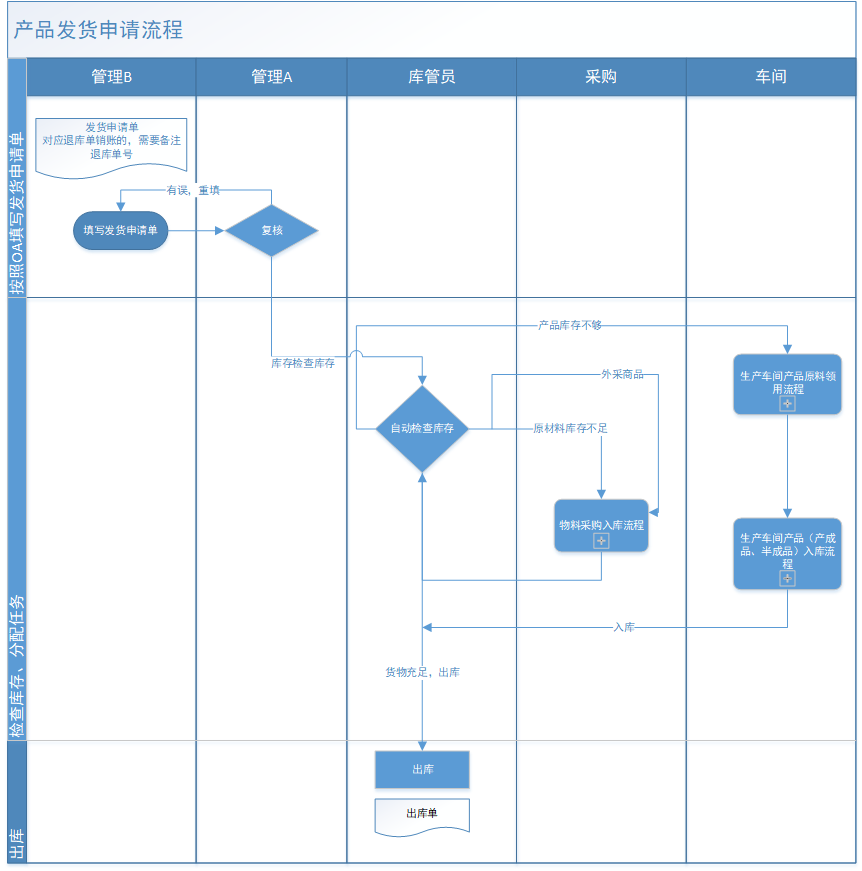 产品发货申请流程
管理B
管理A
库管员
采购
车间
按照OA填写发货申请单
发货申请单
对应退库单销账的，需要备注
退库单号
有误，重填
填写发货申请单
复核
检查库存、分配任务
产品库存不够
库存检查库存
生产车间产品原料领
用流程
外采商品
自动检查库存
原材料库存不足
物料采购入库流程
生产车间产品（产成
品、半成品）入库流
程
入库
货物充足，出库
出库
出库
出库单